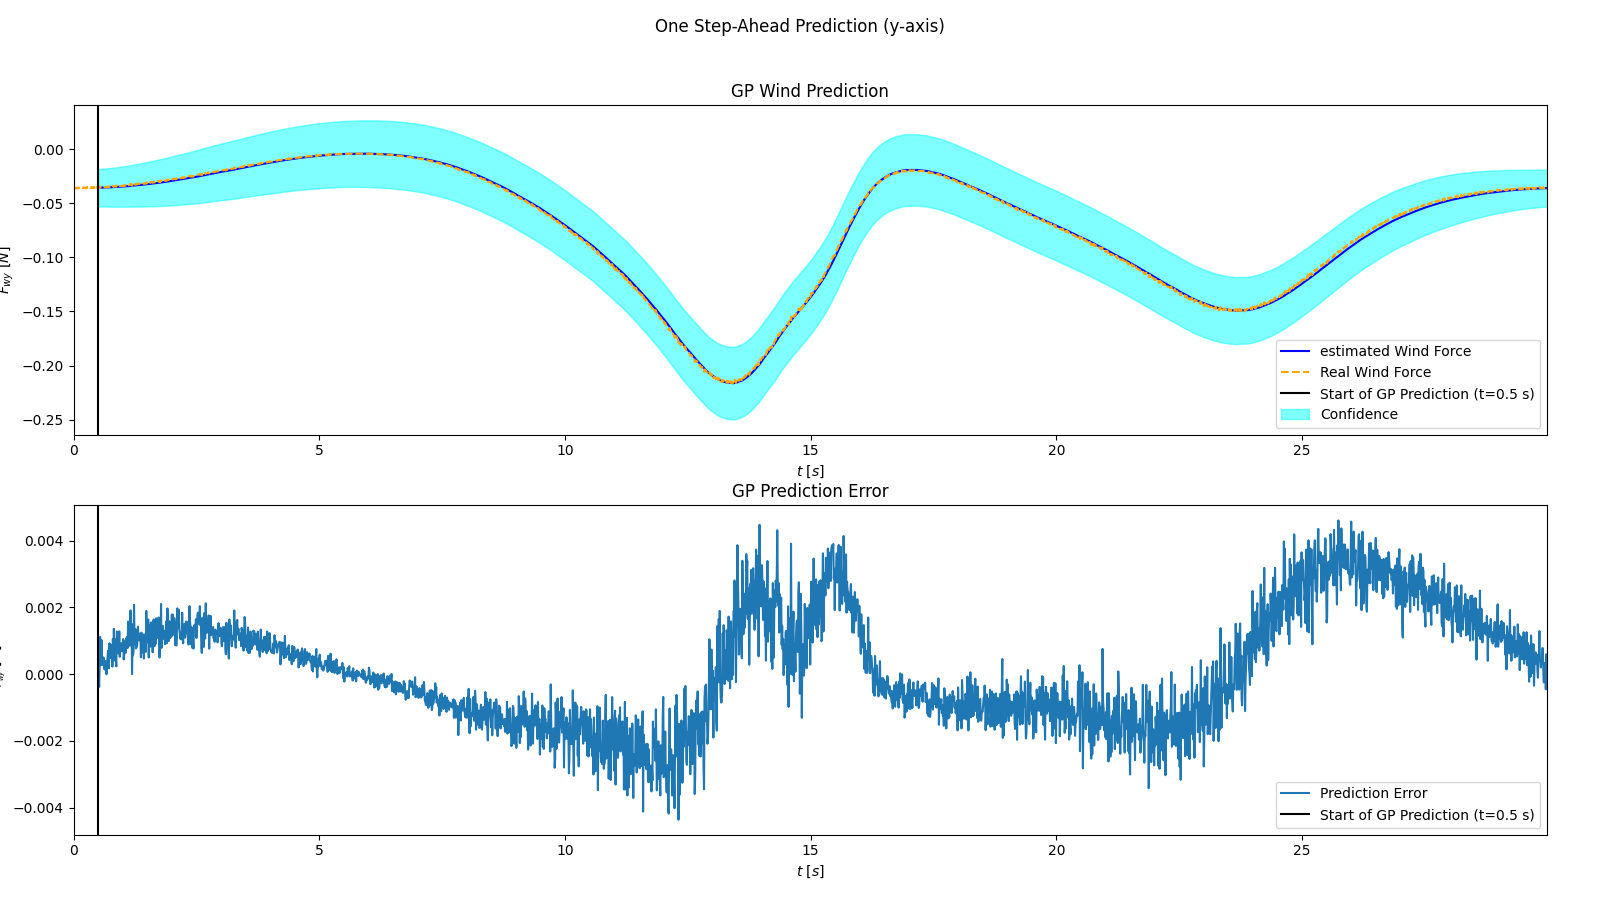 One Step-Ahead Prediction (y-axis)
GP Wind Prediction
0.00
−0.05
−0.10
−0.15
−0.20
−0.25
F_wy [N]
estimated Wind Force
Real Wind Force
Start of GP Prediction (t=0.5 s)
Confidence
0 5 10 15 20 25
t [s]
GP Prediction Error
0.004
0.002
0.000
−0.002
−0.004
Prediction Error
Start of GP Prediction (t=0.5 s)
0 5 10 15 20 25
t [s]